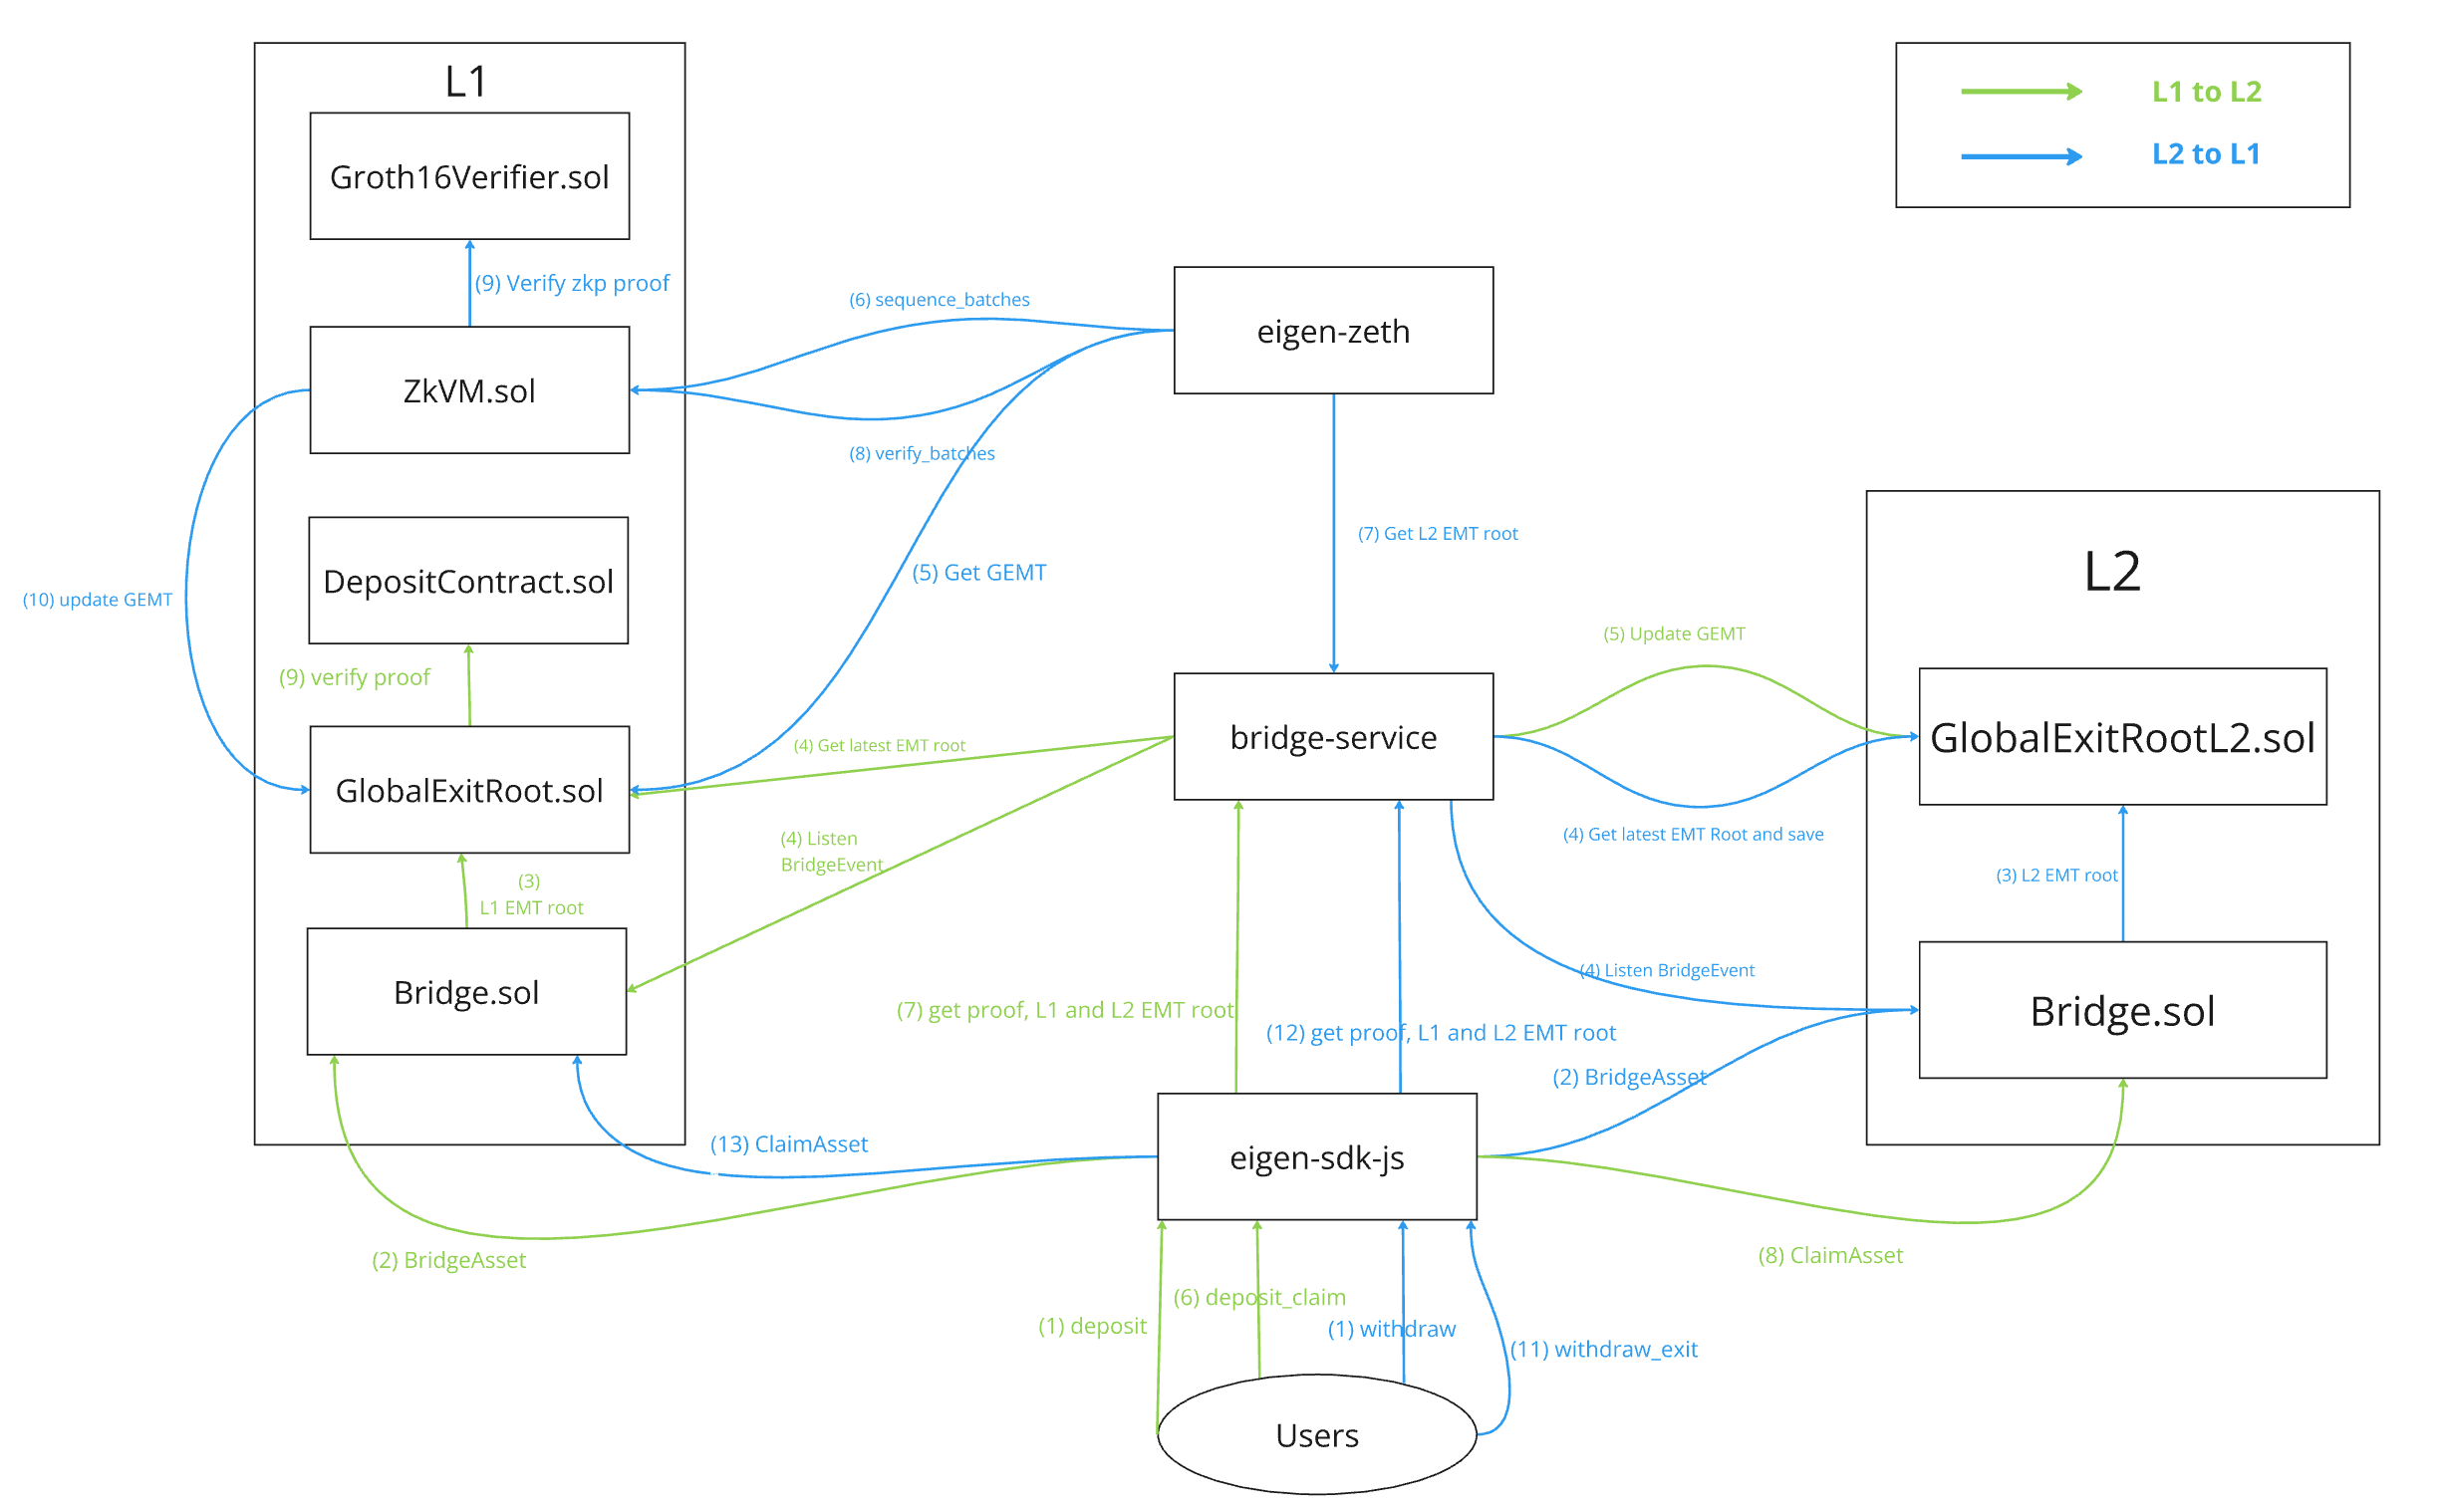 L1
L1 to L2
L2 to L1
Groth16Verifier.sol
(9) Verify zkp proof
(6) sequence_batches
eigen-zeth
ZkVM.sol
(8) verify_batches
(7) Get L2 EMT root
L2
(5) Get GEMT
DepositContract.sol
(10) update GEMT
(5) Update GEMT
(9) verify proof
GlobalExitRootL2.sol
bridge-service
(4) Get latest EMT root
GlobalExitRoot.sol
(4) Listen
BridgeEvent
(4) Get latest EMT Root and save
(3)
L1 EMT root
(3) L2 EMT root
(4) Listen BridgeEvent
Bridge.sol
Bridge.sol
(7) get proof, L1 and L2 EMT root
(12) get proof, L1 and L2 EMT root
(2) BridgeAsset
(13) ClaimAsset
eigen-sdk-js
(2) BridgeAsset
(8) ClaimAsset
(6) deposit_claim
(1) deposit
(1) withdraw
(11) withdraw_exit
Users